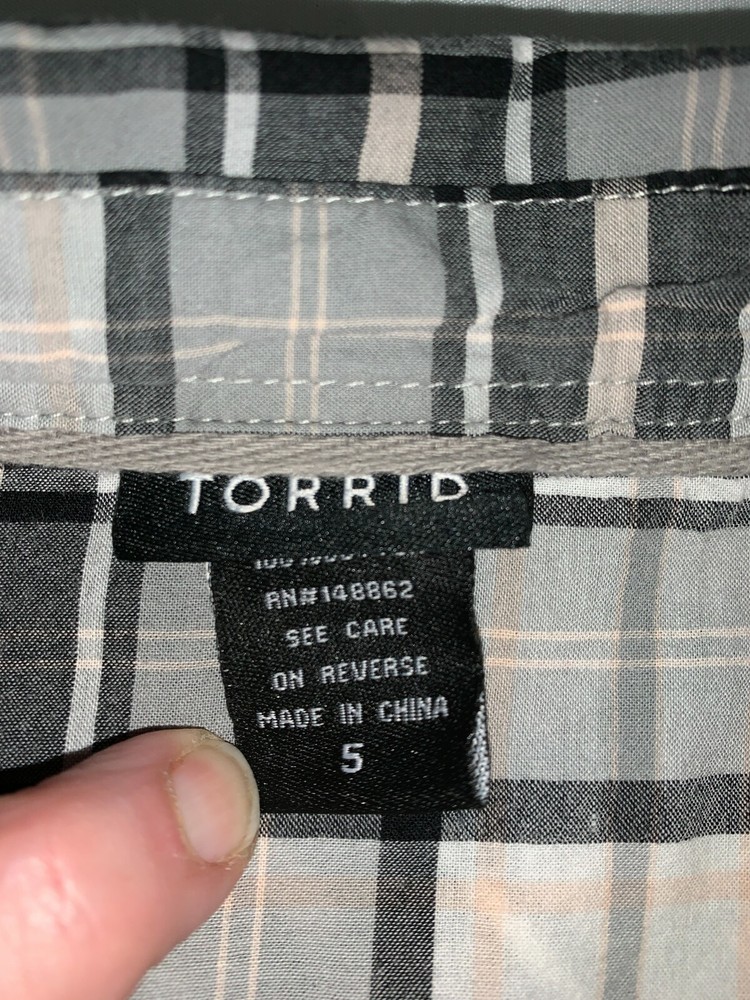 TORRID
RN#148862
SEE CARE
ON REVERSE
MADE IN CHINA
5